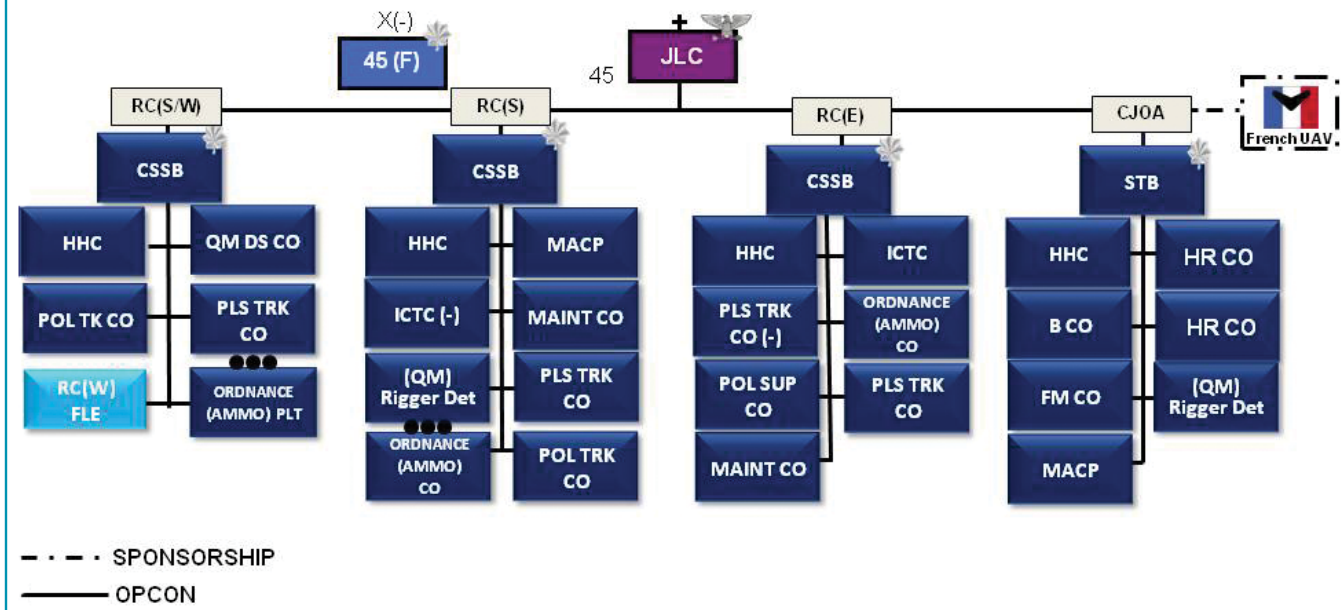 X(-)
45 (F)
45
JLC
RC(S/W)
RC(S)
RC(E)
CJOA
French UAV
CSSB
HHC
QM DS CO
POL TK CO
PLS TRK
CO
RC(W)
FLE
ORDNANCE
(AMMO) PLT
CSSB
HHC
MACP
ICTC (-)
MAINT CO
(QM)
Rigger Det
PLS TRK
CO
ORDNANCE
(AMMO)
CO
POL TRK
CO
CSSB
HHC
ICTC
PLS TRK
CO (-)
ORDNANCE
(AMMO)
CO
POL SUP
CO
PLS TRK
CO
MAINT CO
STB
HHC
HR CO
B CO
HR CO
FM CO
(QM)
Rigger Det
MACP
SPONSORSHIP
OPCON